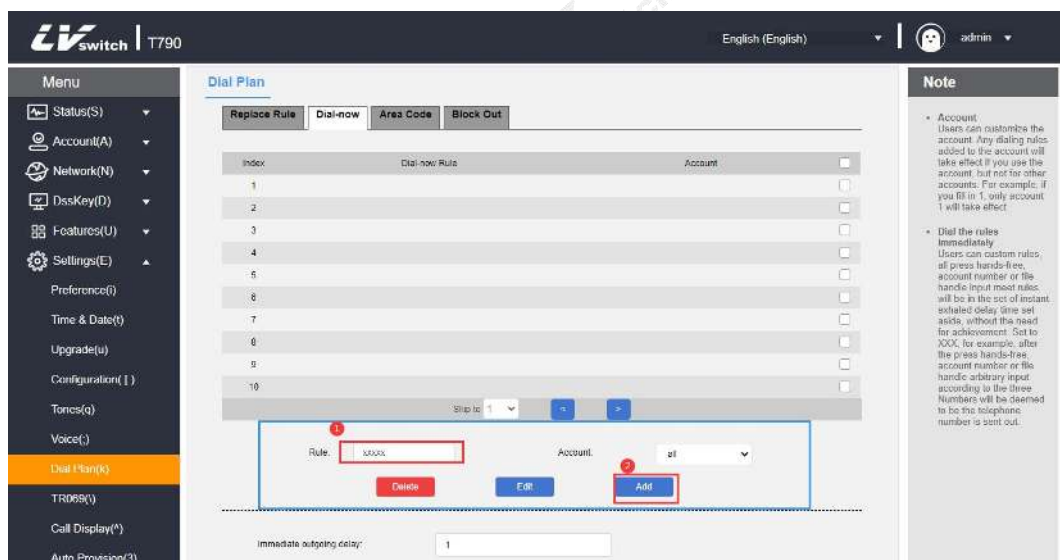 LVswitch | T790
English (English)
admin
Menu
Status(S)
Account(A)
Network(N)
DssKey(D)
Features(U)
Settings(E)
Preference(i)
Time & Date(t)
Upgrade(u)
Configuration([)
Tones(q)
Voice(;)
Dial Plan(k)
TR069(\)
Call Display(^)
Auto Provision(3)
Dial Plan
Replace Rule
Dial-now
Area Code
Block Out
Index Dial-now Rule Account
1
2
3
4
5
6
7
8
9
10
Skip to 1 < >
1
Rule: xxxxx Account: all
2
Delete Edit Add
Immediate outgoing delay: 1
Note
• Account
Users can customize the
account. Any dialing rules
added to the account will
take effect if you use the
account, but not for other
accounts. For example, if
you fill in 1, only account
1 will take effect
• Dial the rules
immediately
Users can custom rules,
all press hands-free,
account number or file
handle input meet rules
will be in the set of instant
exhaled delay time set
aside, without the need
for achievement. Set to
XXX, for example, after
the press hands-free,
account number or file
handle arbitrary input
according to the three
Numbers will be deemed
to be the telephone
number is sent out.